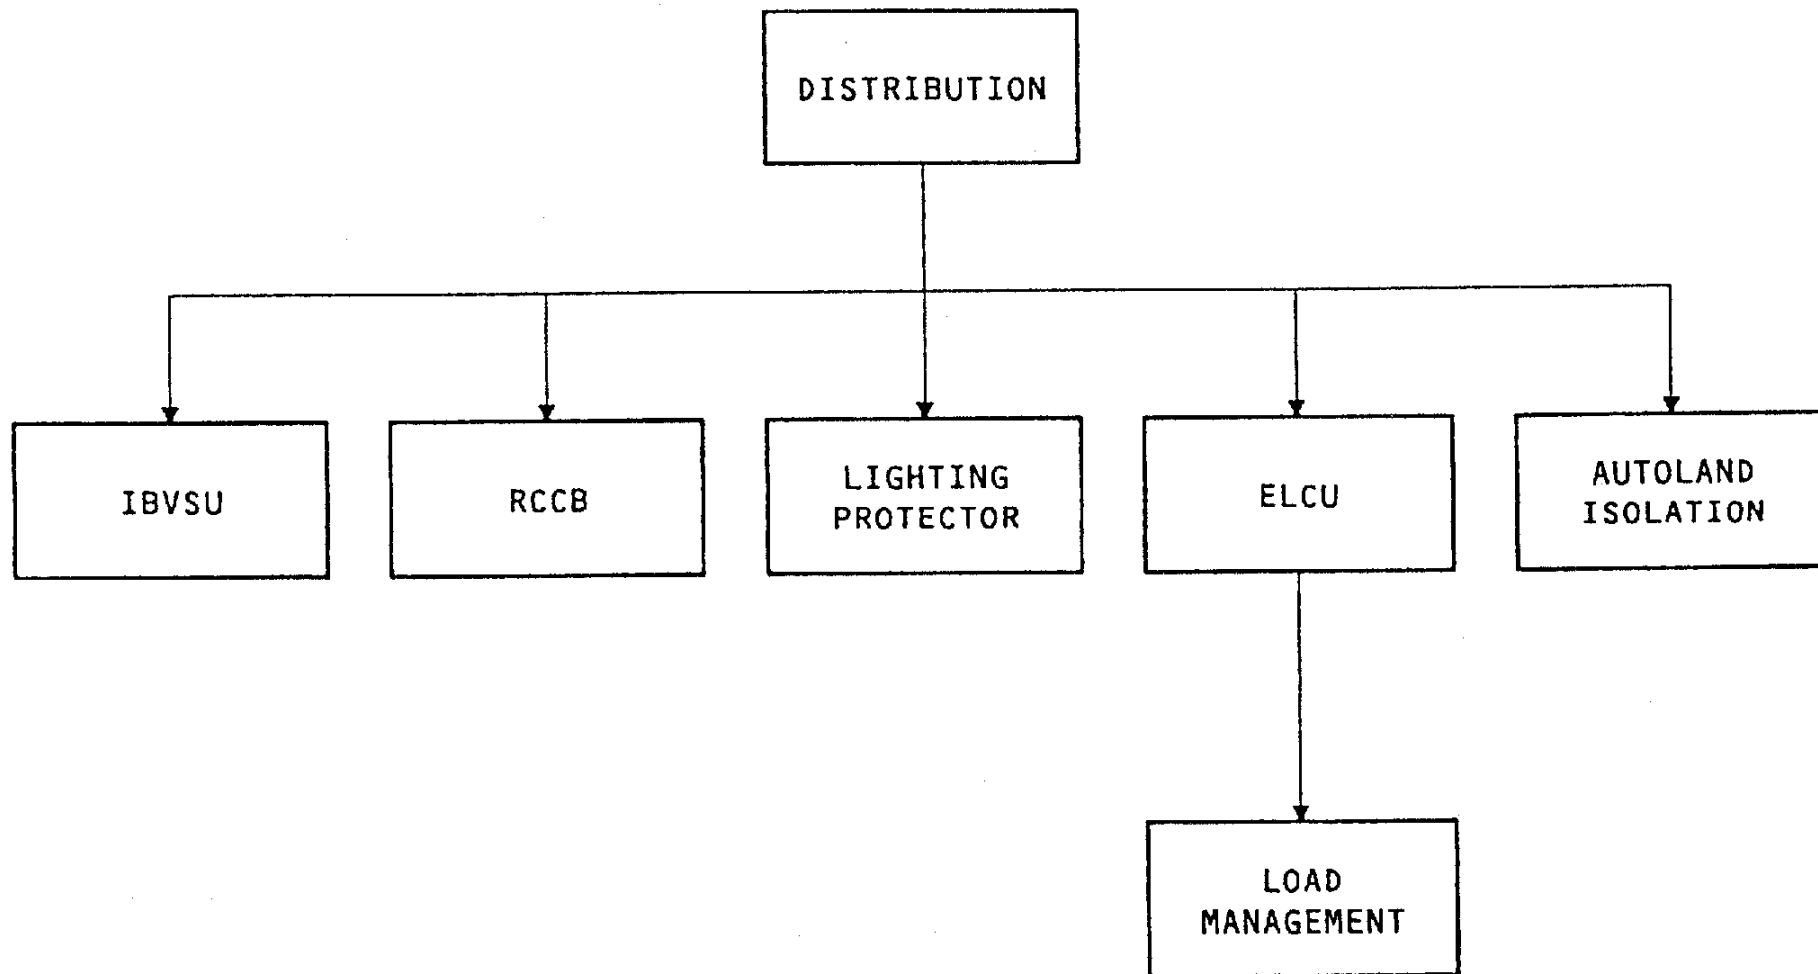 DISTRIBUTION
IBVSU
RCCB
LIGHTING
PROTECTOR
ELCU
AUTOLAND
ISOLATION
LOAD
MANAGEMENT